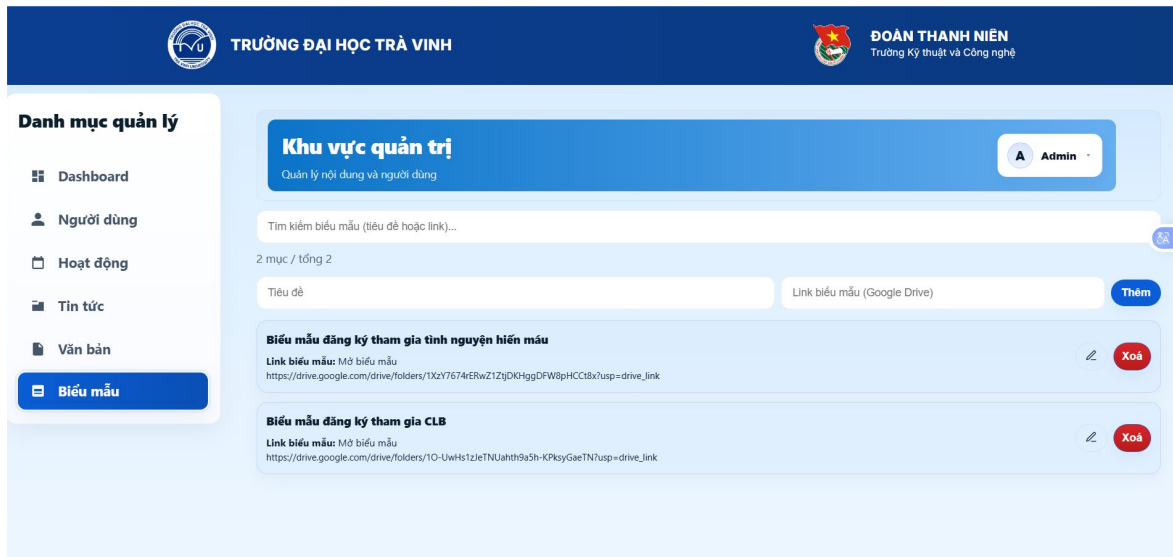 TRƯỜNG ĐẠI HỌC TRÀ VINH
ĐOÀN THANH NIÊN
Trường Kỹ thuật và Công nghệ
Danh mục quản lý
Dashboard
Người dùng
Hoạt động
Tin tức
Văn bản
Biểu mẫu
Khu vực quản trị
Quản lý nội dung và người dùng
A Admin
Tìm kiếm biểu mẫu (tiêu đề hoặc link)...
2 mục / tổng 2
Tiêu đề
Link biểu mẫu (Google Drive)
Thêm
Biểu mẫu đăng ký tham gia tình nguyện hiến máu
Link biểu mẫu: Mở biểu mẫu
https://drive.google.com/drive/folders/1XzY7674rERwZ1ZtjDKHggDFW8pHCCt8x?usp=drive_link
Xoá
Biểu mẫu đăng ký tham gia CLB
Link biểu mẫu: Mở biểu mẫu
https://drive.google.com/drive/folders/1O-UwHs1zJeTNUahth9a5h-KPksyGaeTN?usp=drive_link
Xoá